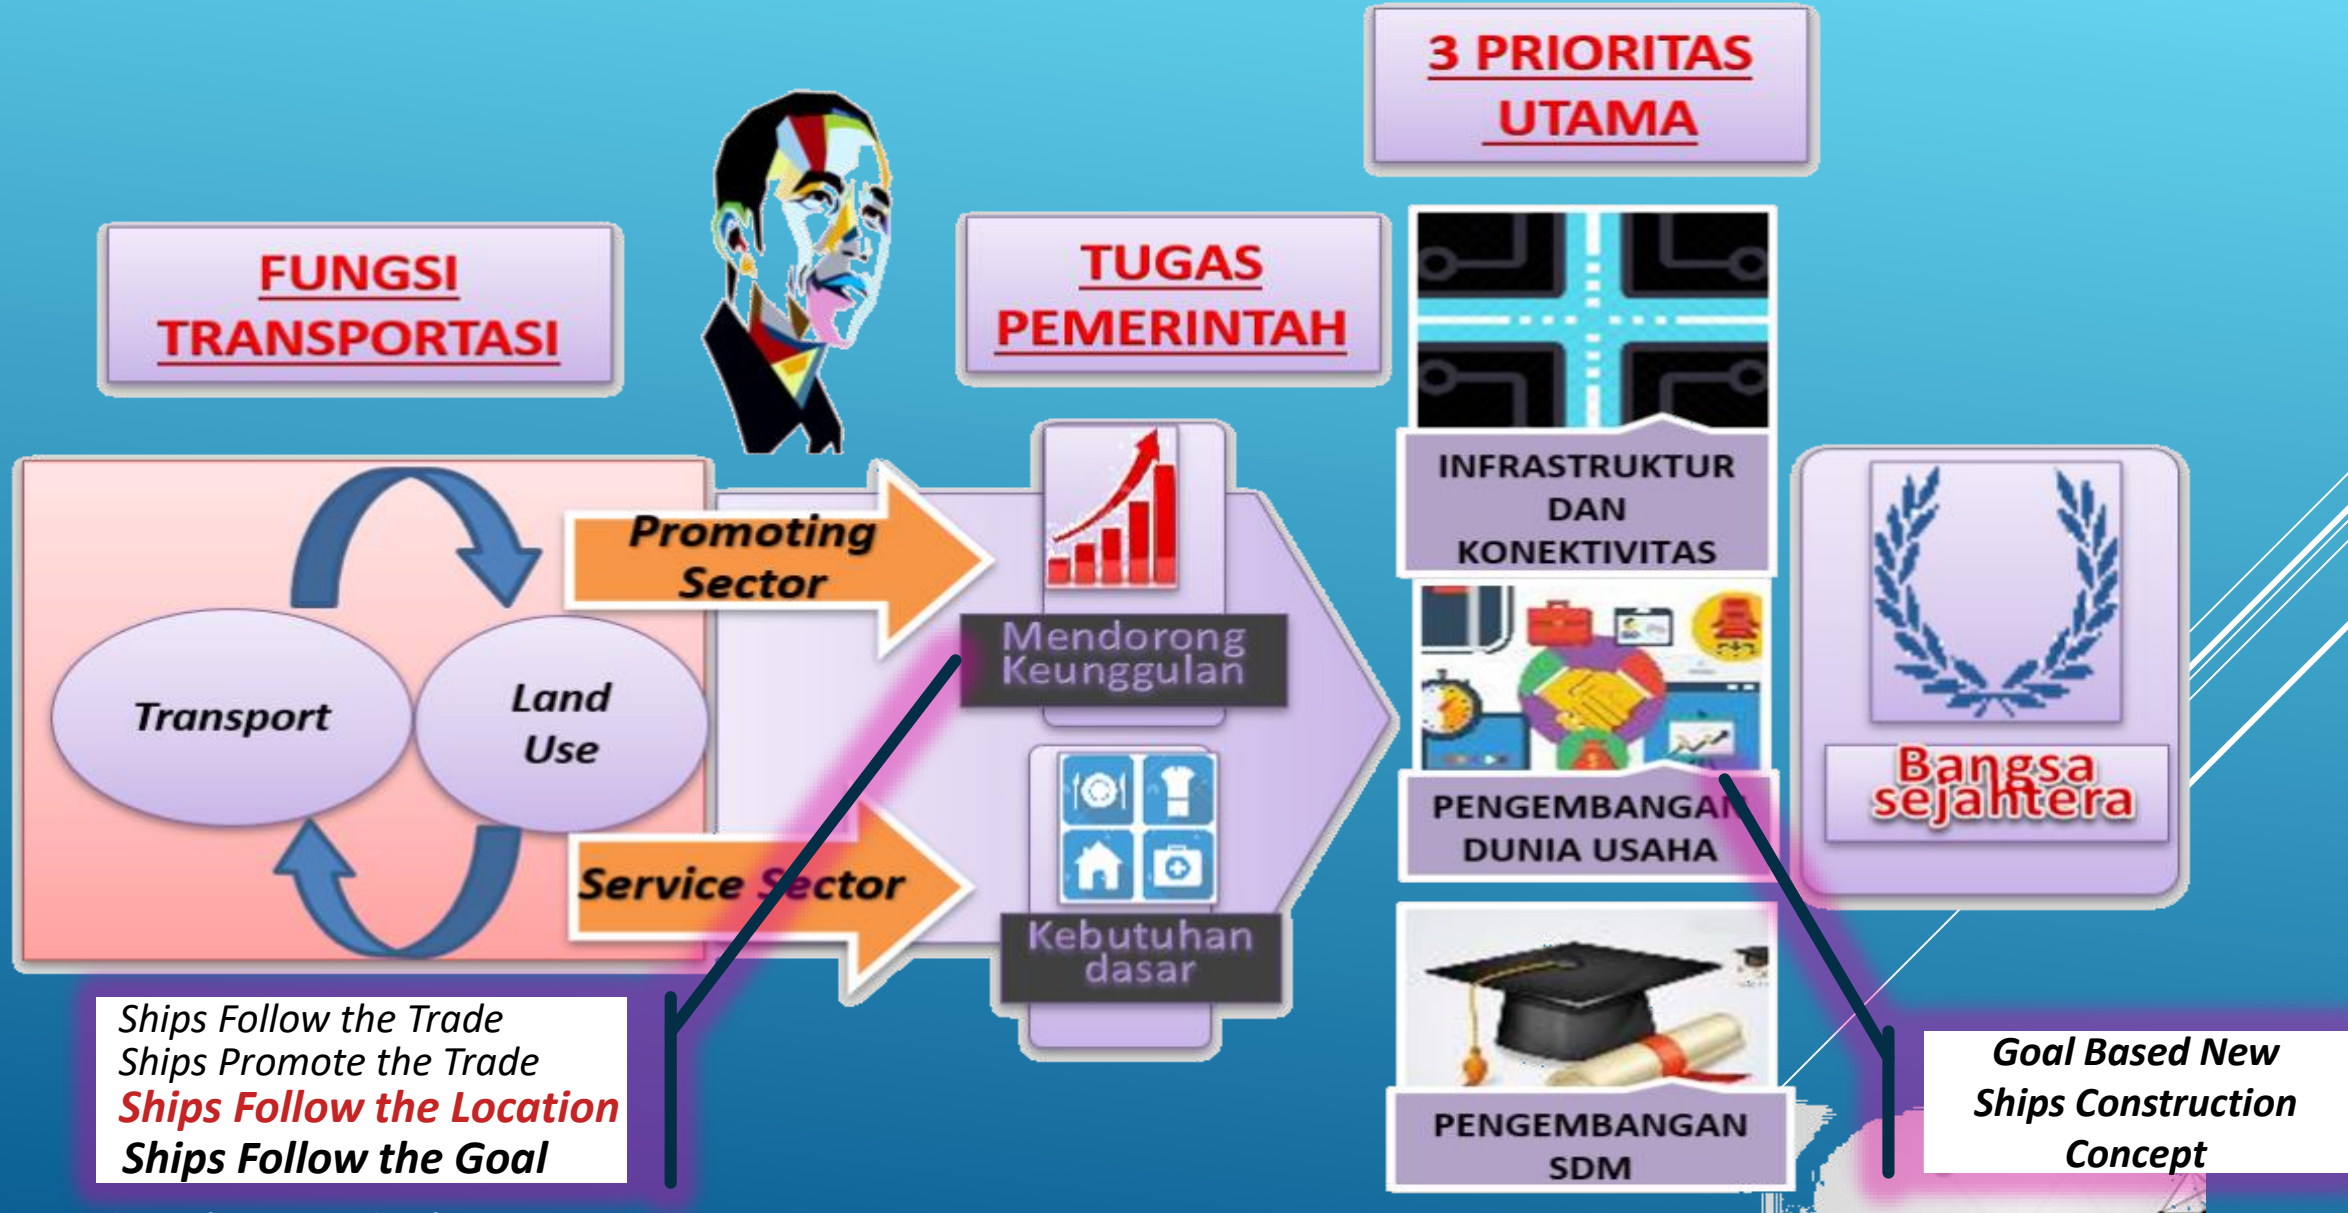 3 PRIORITAS
UTAMA
FUNGSI
TRANSPORTASI
TUGAS
PEMERINTAH
Transport
Land
Use
Promoting
Sector
Service Sector
Mendorong
Keunggulan
Kebutuhan
dasar
INFRASTRUKTUR
DAN
KONEKTIVITAS
PENGEMBANGAN
DUNIA USAHA
PENGEMBANGAN
SDM
Bangsa
sejahtera
Ships Follow the Trade
Ships Promote the Trade
Ships Follow the Location
Ships Follow the Goal
Goal Based New
Ships Construction
Concept